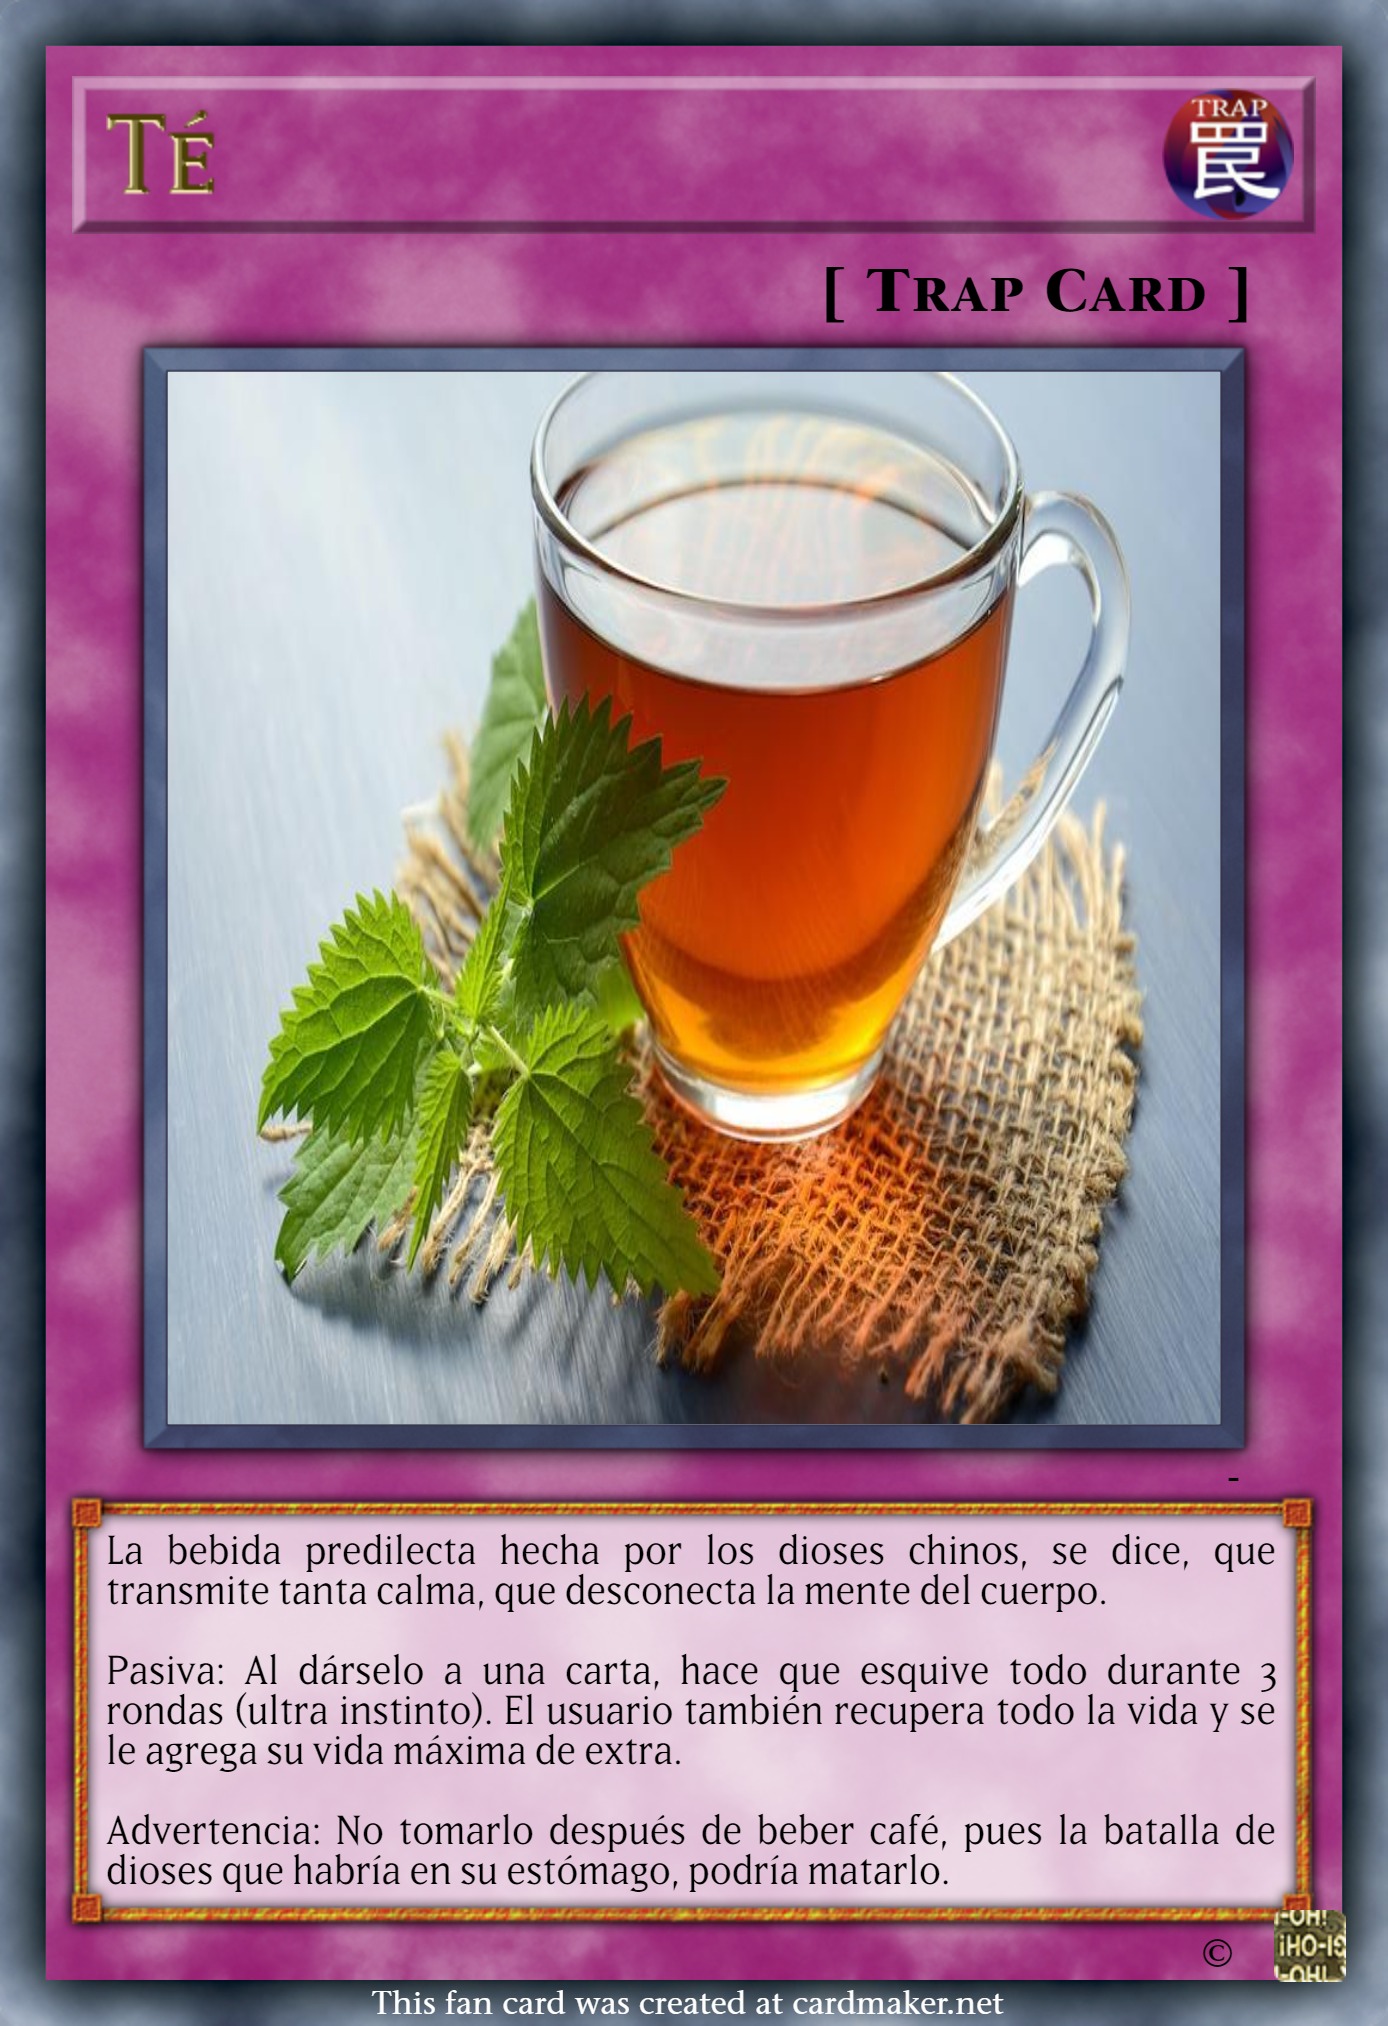 Té
TRAP
罠
[ Trap Card ]
-
La bebida predilecta hecha por los dioses chinos, se dice, que
transmite tanta calma, que desconecta la mente del cuerpo.
Pasiva: Al dárselo a una carta, hace que esquive todo durante 3
rondas (ultra instinto). El usuario también recupera todo la vida y se
le agrega su vida máxima de extra.
Advertencia: No tomarlo después de beber café, pues la batalla de
dioses que habría en su estómago, podría matarlo.
©
This fan card was created at cardmaker.net